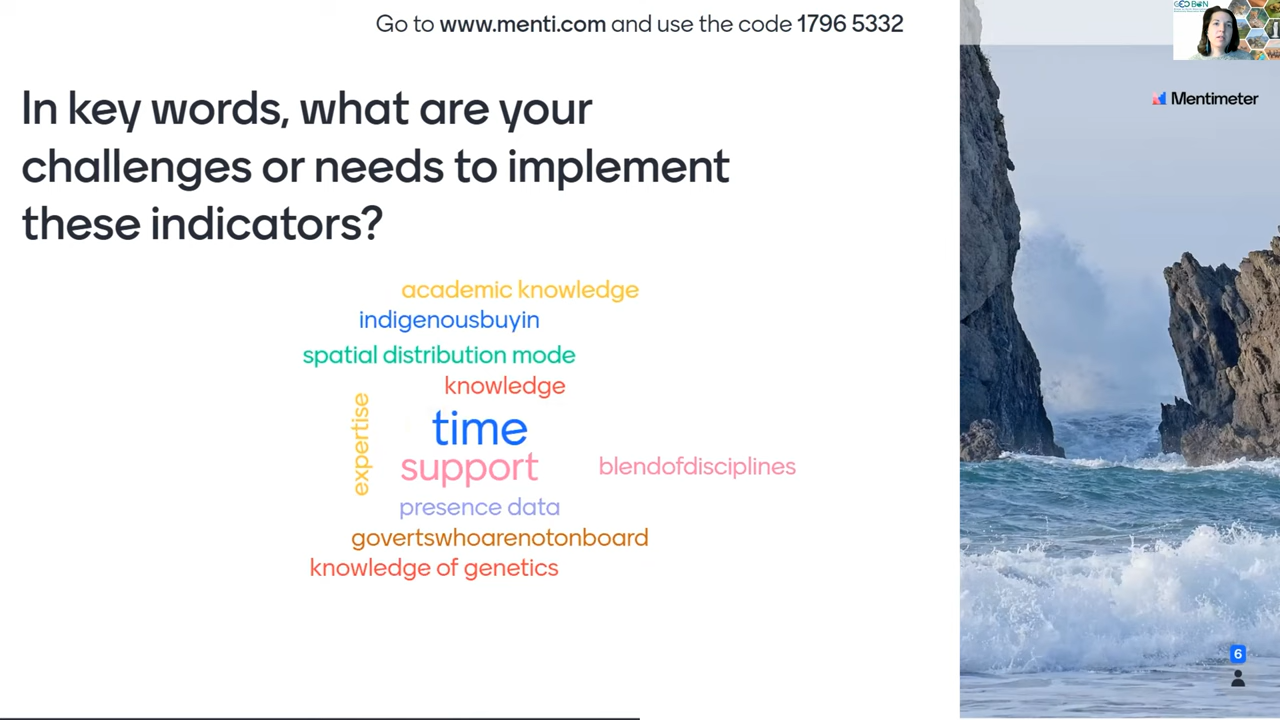 Go to www.menti.com and use the code 1796 5332
GEO BON
Mentimeter
In key words, what are your
challenges or needs to implement
these indicators?
academic knowledge
indigenousbuyin
spatial distribution mode
knowledge
expertise
time
support
blendofdisciplines
presence data
govertswhoarenotonboard
knowledge of genetics
6